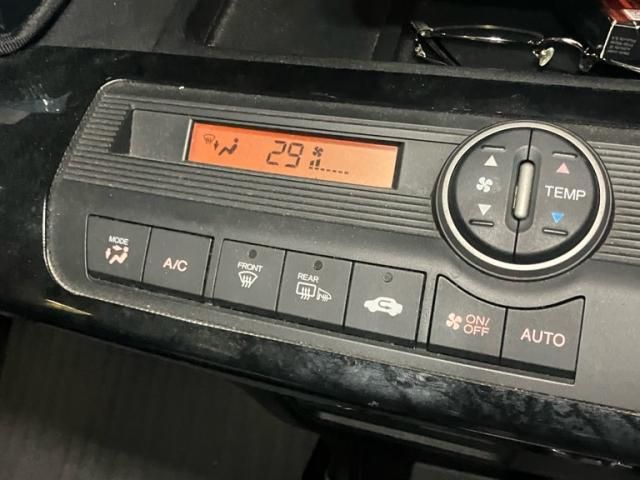 29
TEMP
MODE
A/C
FRONT
REAR
ON/
OFF
AUTO